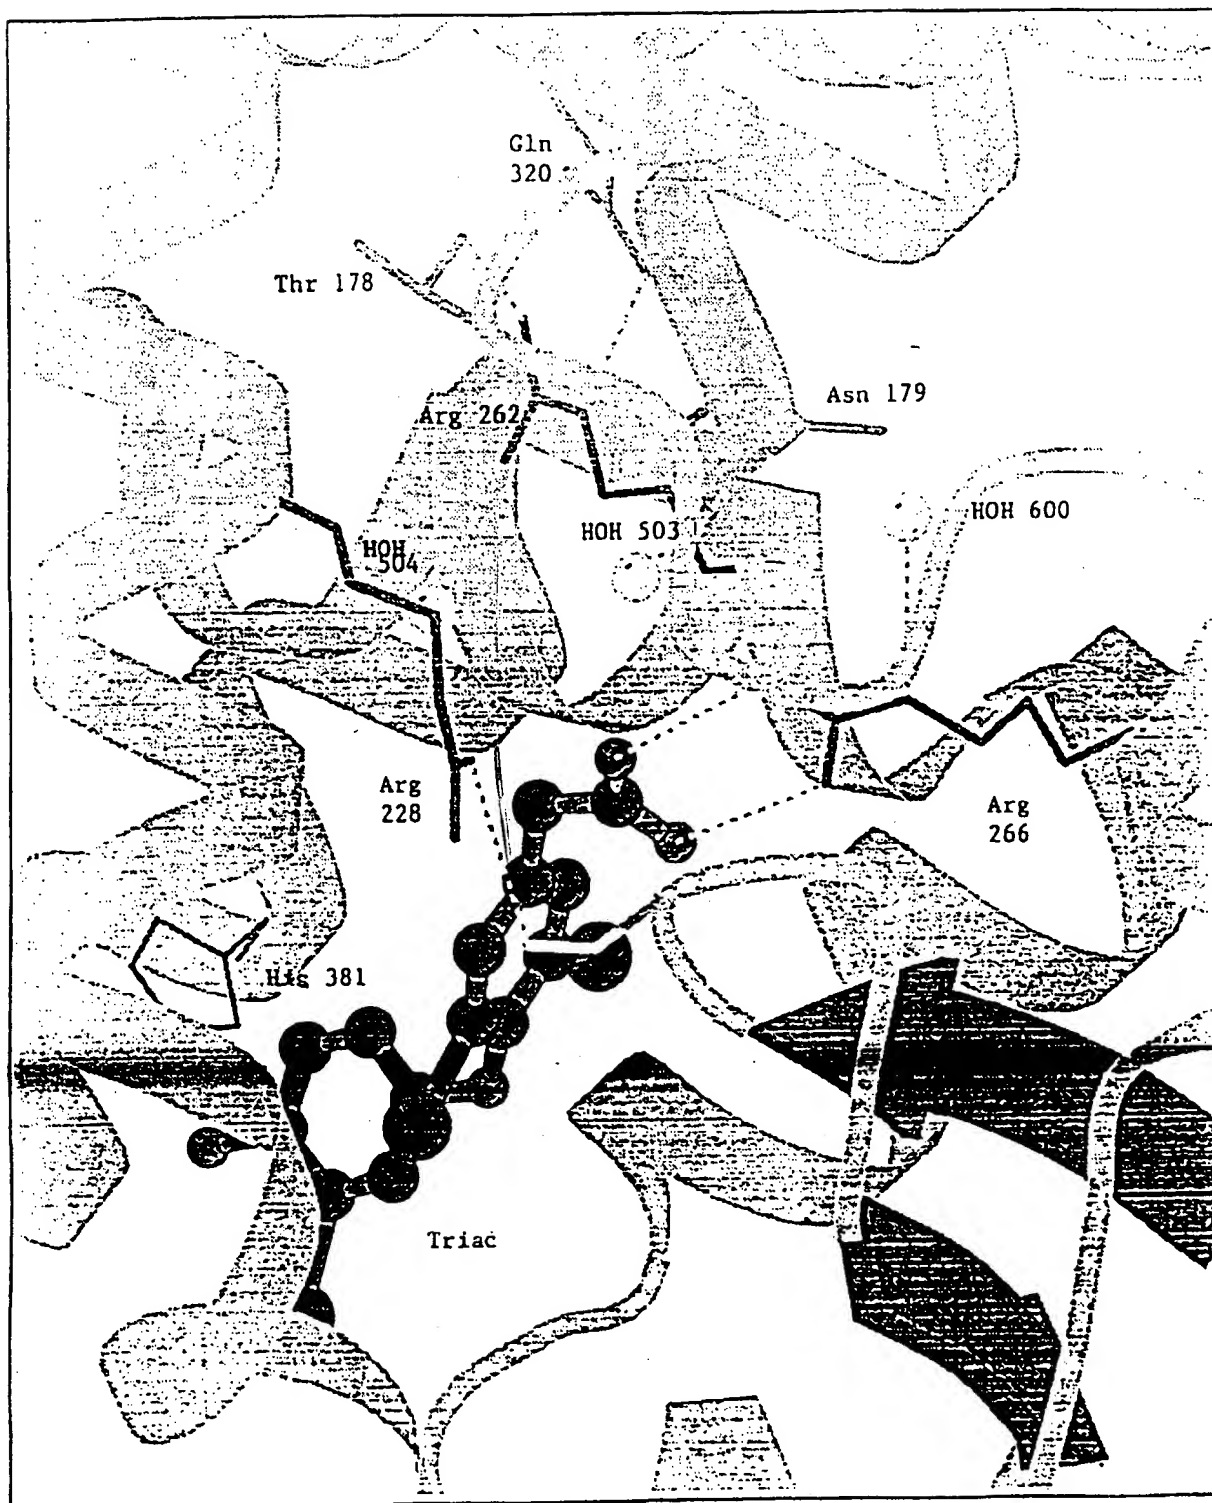 Gln
320
Thr 178
Asn 179
Arg 262
HOH 600
HOH 503
HOH
504
Arg
228
Arg
266
His 381
Triac